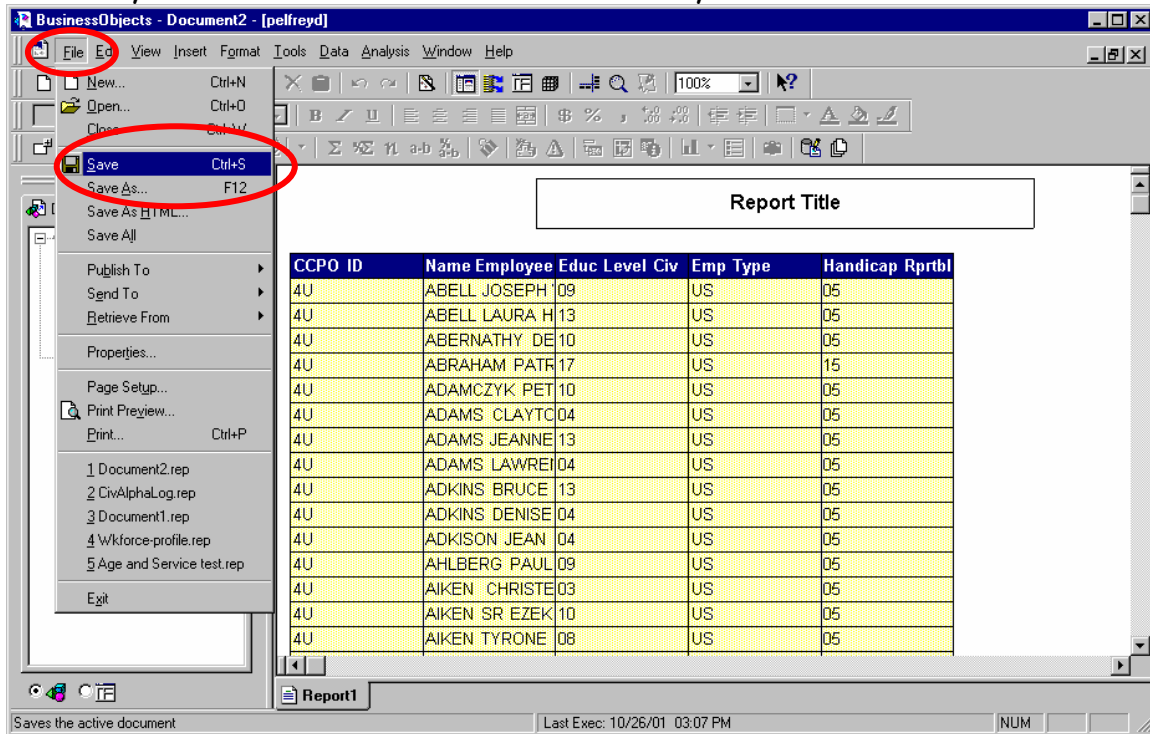 BusinessObjects - Document2 - [pelfreyd]
File Ed View Insert Format Tools Data Analysis Window Help
New... Ctrl+N
100%
Open... Ctrl+O
B I U $ % ,
Close Ctrl+W
Save Ctrl+S
Save As... F12
Save As HTML...
Save All
Publish To
Send To
Retrieve From
Properties...
Page Setup...
Print Preview...
Print... Ctrl+P
1 Document2.rep
2 CivAlphaLog.rep
3 Document1.rep
4 Wkforce-profile.rep
5 Age and Service test.rep
Exit
Report Title
CCPO ID Name Employee Educ Level Civ Emp Type Handicap Rprtbl
4U ABELL JOSEPH 09 US 05
4U ABELL LAURA H 13 US 05
4U ABERNATHY DE 10 US 05
4U ABRAHAM PATR 17 US 15
4U ADAMCZYK PET 10 US 05
4U ADAMS CLAYTO 04 US 05
4U ADAMS JEANNE 13 US 05
4U ADAMS LAWREN 04 US 05
4U ADKINS BRUCE 13 US 05
4U ADKINS DENISE 04 US 05
4U ADKISON JEAN 04 US 05
4U AHLBERG PAUL 09 US 05
4U AIKEN CHRISTE 03 US 05
4U AIKEN SR EZEK 10 US 05
4U AIKEN TYRONE 08 US 05
Report1
Saves the active document Last Exec: 10/26/01 03:07 PM NUM